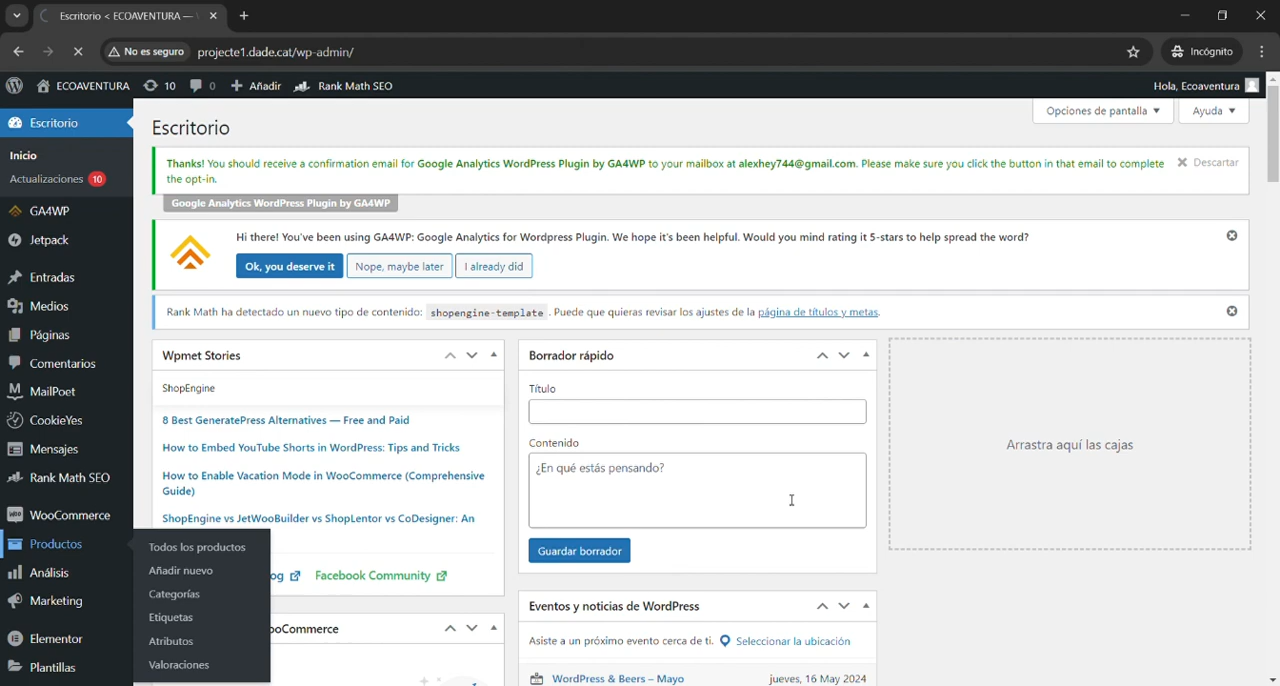 Escritorio < ECOAVENTURA —
No es seguro
projecte1.dade.cat/wp-admin/
Incógnito
ECOAVENTURA
10
0
Añadir
Rank Math SEO
Hola, Ecoaventura
Escritorio
Inicio
Actualizaciones 10
GA4WP
Jetpack
Entradas
Medios
Páginas
Comentarios
MailPoet
CookieYes
Mensajes
Rank Math SEO
WooCommerce
Productos
Análisis
Marketing
Elementor
Plantillas
Todos los productos
Añadir nuevo
Categorías
Etiquetas
Atributos
Valoraciones
Escritorio
Opciones de pantalla
Ayuda
Thanks! You should receive a confirmation email for Google Analytics WordPress Plugin by GA4WP to your mailbox at alexhey744@gmail.com. Please make sure you click the button in that email to complete
the opt-in.
Descartar
Google Analytics WordPress Plugin by GA4WP
Hi there! You've been using GA4WP: Google Analytics for Wordpress Plugin. We hope it's been helpful. Would you mind rating it 5-stars to help spread the word?
Ok, you deserve it
Nope, maybe later
I already did
Rank Math ha detectado un nuevo tipo de contenido: shopengine-template . Puede que quieras revisar los ajustes de la página de títulos y metas.
Wpmet Stories
ShopEngine
8 Best GeneratePress Alternatives — Free and Paid
How to Embed YouTube Shorts in WordPress: Tips and Tricks
How to Enable Vacation Mode in WooCommerce (Comprehensive
Guide)
ShopEngine vs JetWooBuilder vs ShopLentor vs CoDesigner: An
og
Facebook Community
ooCommerce
Borrador rápido
Título
Contenido
¿En qué estás pensando?
Guardar borrador
Eventos y noticias de WordPress
Asiste a un próximo evento cerca de ti.
Seleccionar la ubicación
WordPress & Beers – Mayo
jueves, 16 May 2024
Arrastra aquí las cajas